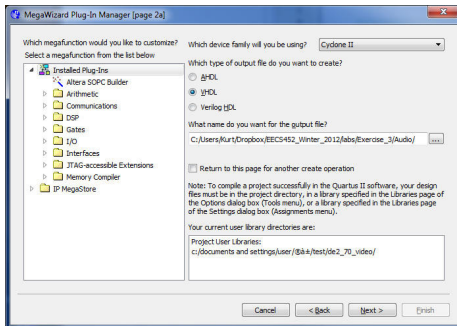 MegaWizard Plug-In Manager [page 2a]
Which megafunction would you like to customize?
Select a megafunction from the list below
Installed Plug-Ins
Altera SOPC Builder
Arithmetic
Communications
DSP
Gates
I/O
Interfaces
JTAG-accessible Extensions
Memory Compiler
IP MegaStore
Which device family will you be using?
Cyclone II
Which type of output file do you want to create?
AHDL
VHDL
Verilog HDL
What name do you want for the output file?
C:/Users/Kurt/Dropbox/EECS452_Winter_2012/labs/Exercise_3/Audio/
...
Return to this page for another create operation
Note: To compile a project successfully in the Quartus II software, your design
files must be in the project directory, in a library specified in the Libraries page of
the Options dialog box (Tools menu), or a library specified in the Libraries page
of the Settings dialog box (Assignments menu).
Your current user library directories are:
Project User Libraries:
c:/documents and settings/user/®à±/test/de2_70_video/
Cancel
< Back
Next >
Finish